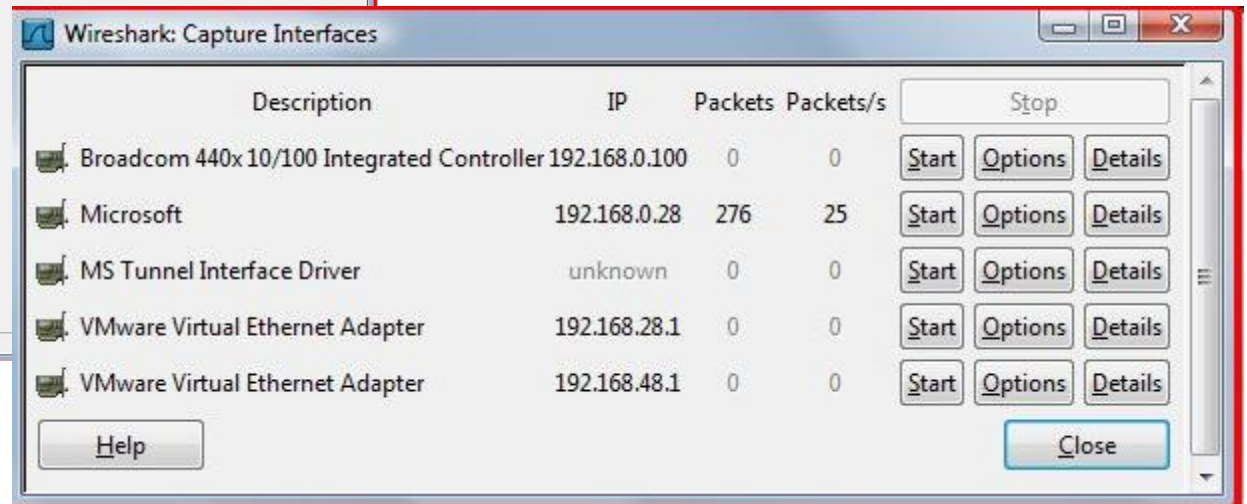 Wireshark: Capture Interfaces
Description IP Packets Packets/s Stop
Broadcom 440x 10/100 Integrated Controller 192.168.0.100 0 0 Start Options Details
Microsoft 192.168.0.28 276 25 Start Options Details
MS Tunnel Interface Driver unknown 0 0 Start Options Details
VMware Virtual Ethernet Adapter 192.168.28.1 0 0 Start Options Details
VMware Virtual Ethernet Adapter 192.168.48.1 0 0 Start Options Details
Help Close